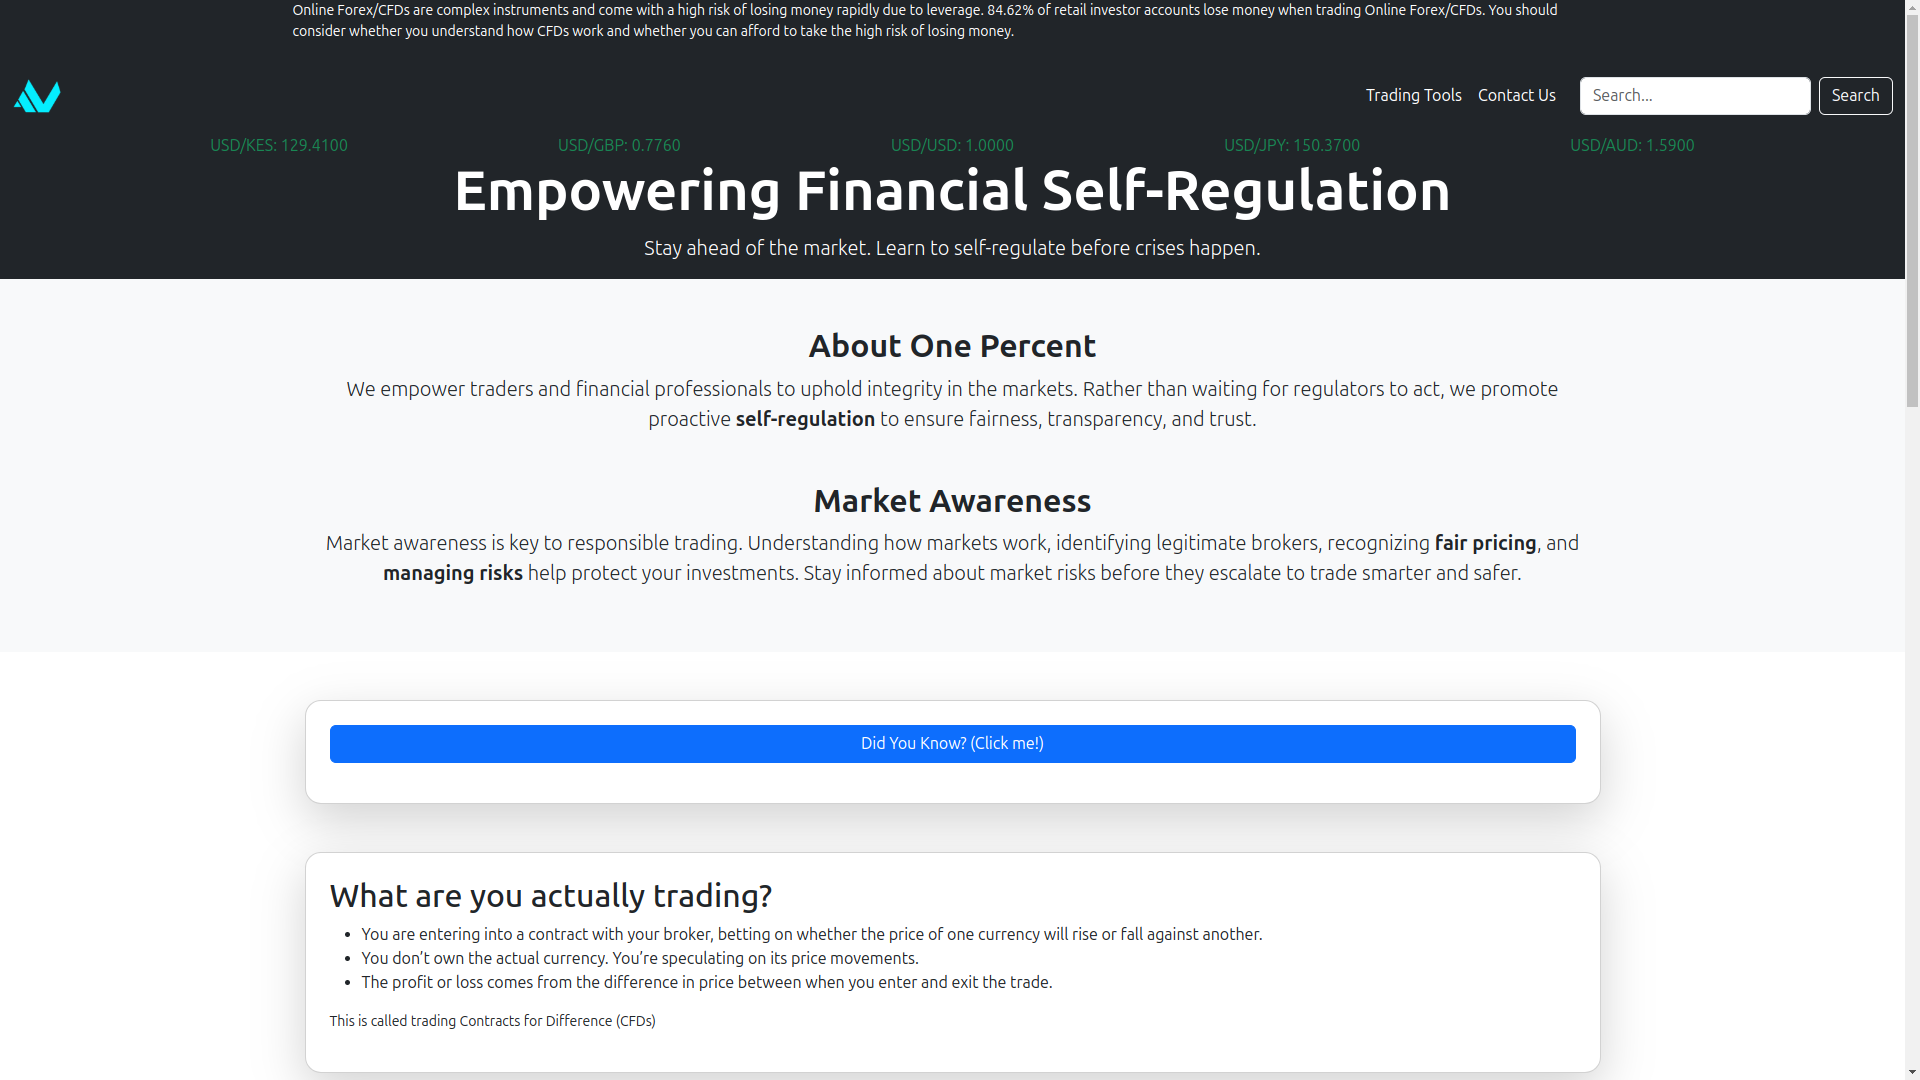 Online Forex/CFDs are complex instruments and come with a high risk of losing money rapidly due to leverage. 84.62% of retail investor accounts lose money when trading Online Forex/CFDs. You should
consider whether you understand how CFDs work and whether you can afford to take the high risk of losing money.
Trading Tools Contact Us Search... Search
USD/KES: 129.4100 USD/GBP: 0.7760 USD/USD: 1.0000 USD/JPY: 150.3700 USD/AUD: 1.5900
Empowering Financial Self-Regulation
Stay ahead of the market. Learn to self-regulate before crises happen.
About One Percent
We empower traders and financial professionals to uphold integrity in the markets. Rather than waiting for regulators to act, we promote
proactive self-regulation to ensure fairness, transparency, and trust.
Market Awareness
Market awareness is key to responsible trading. Understanding how markets work, identifying legitimate brokers, recognizing fair pricing, and
managing risks help protect your investments. Stay informed about market risks before they escalate to trade smarter and safer.
Did You Know? (Click me!)
What are you actually trading?
• You are entering into a contract with your broker, betting on whether the price of one currency will rise or fall against another.
• You don’t own the actual currency. You’re speculating on its price movements.
• The profit or loss comes from the difference in price between when you enter and exit the trade.
This is called trading Contracts for Difference (CFDs)